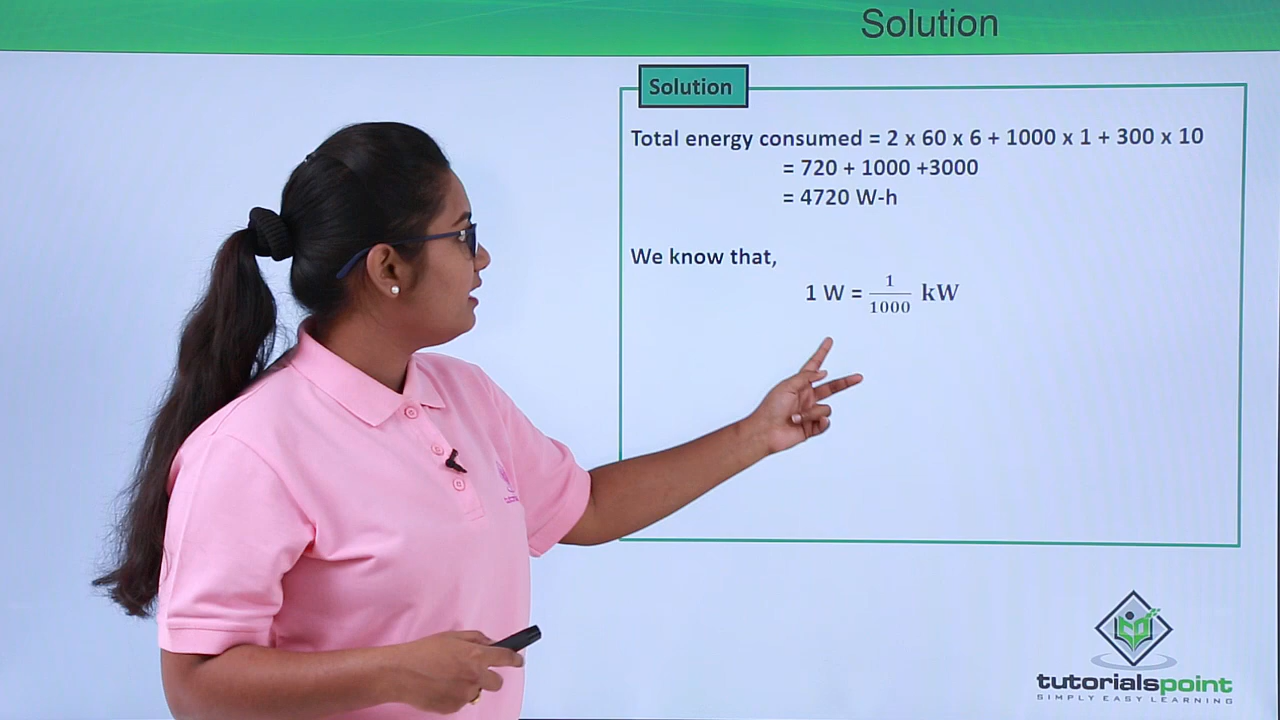 Solution
Solution
Total energy consumed = 2 x 60 x 6 + 1000 x 1 + 300 x 10
= 720 + 1000 +3000
= 4720 W-h
We know that,
1 W = 1/1000 kW
tutorialspoint
SIMPLY EASY LEARNING